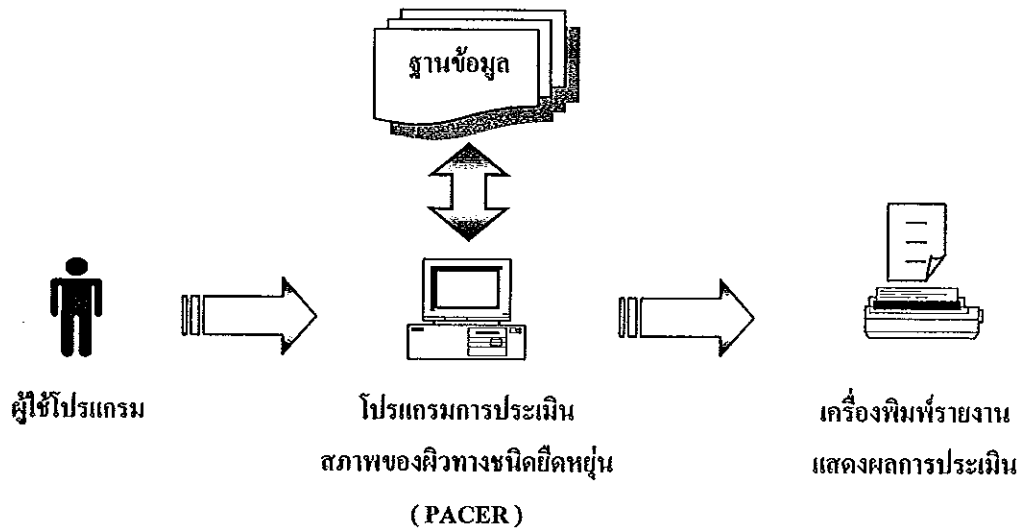 ฐานข้อมูล
ผู้ใช้โปรแกรม
โปรแกรมการประเมิน
สภาพของผิวทางชนิดยืดหยุ่น
( PACER )
เครื่องพิมพ์รายงาน
แสดงผลการประเมิน